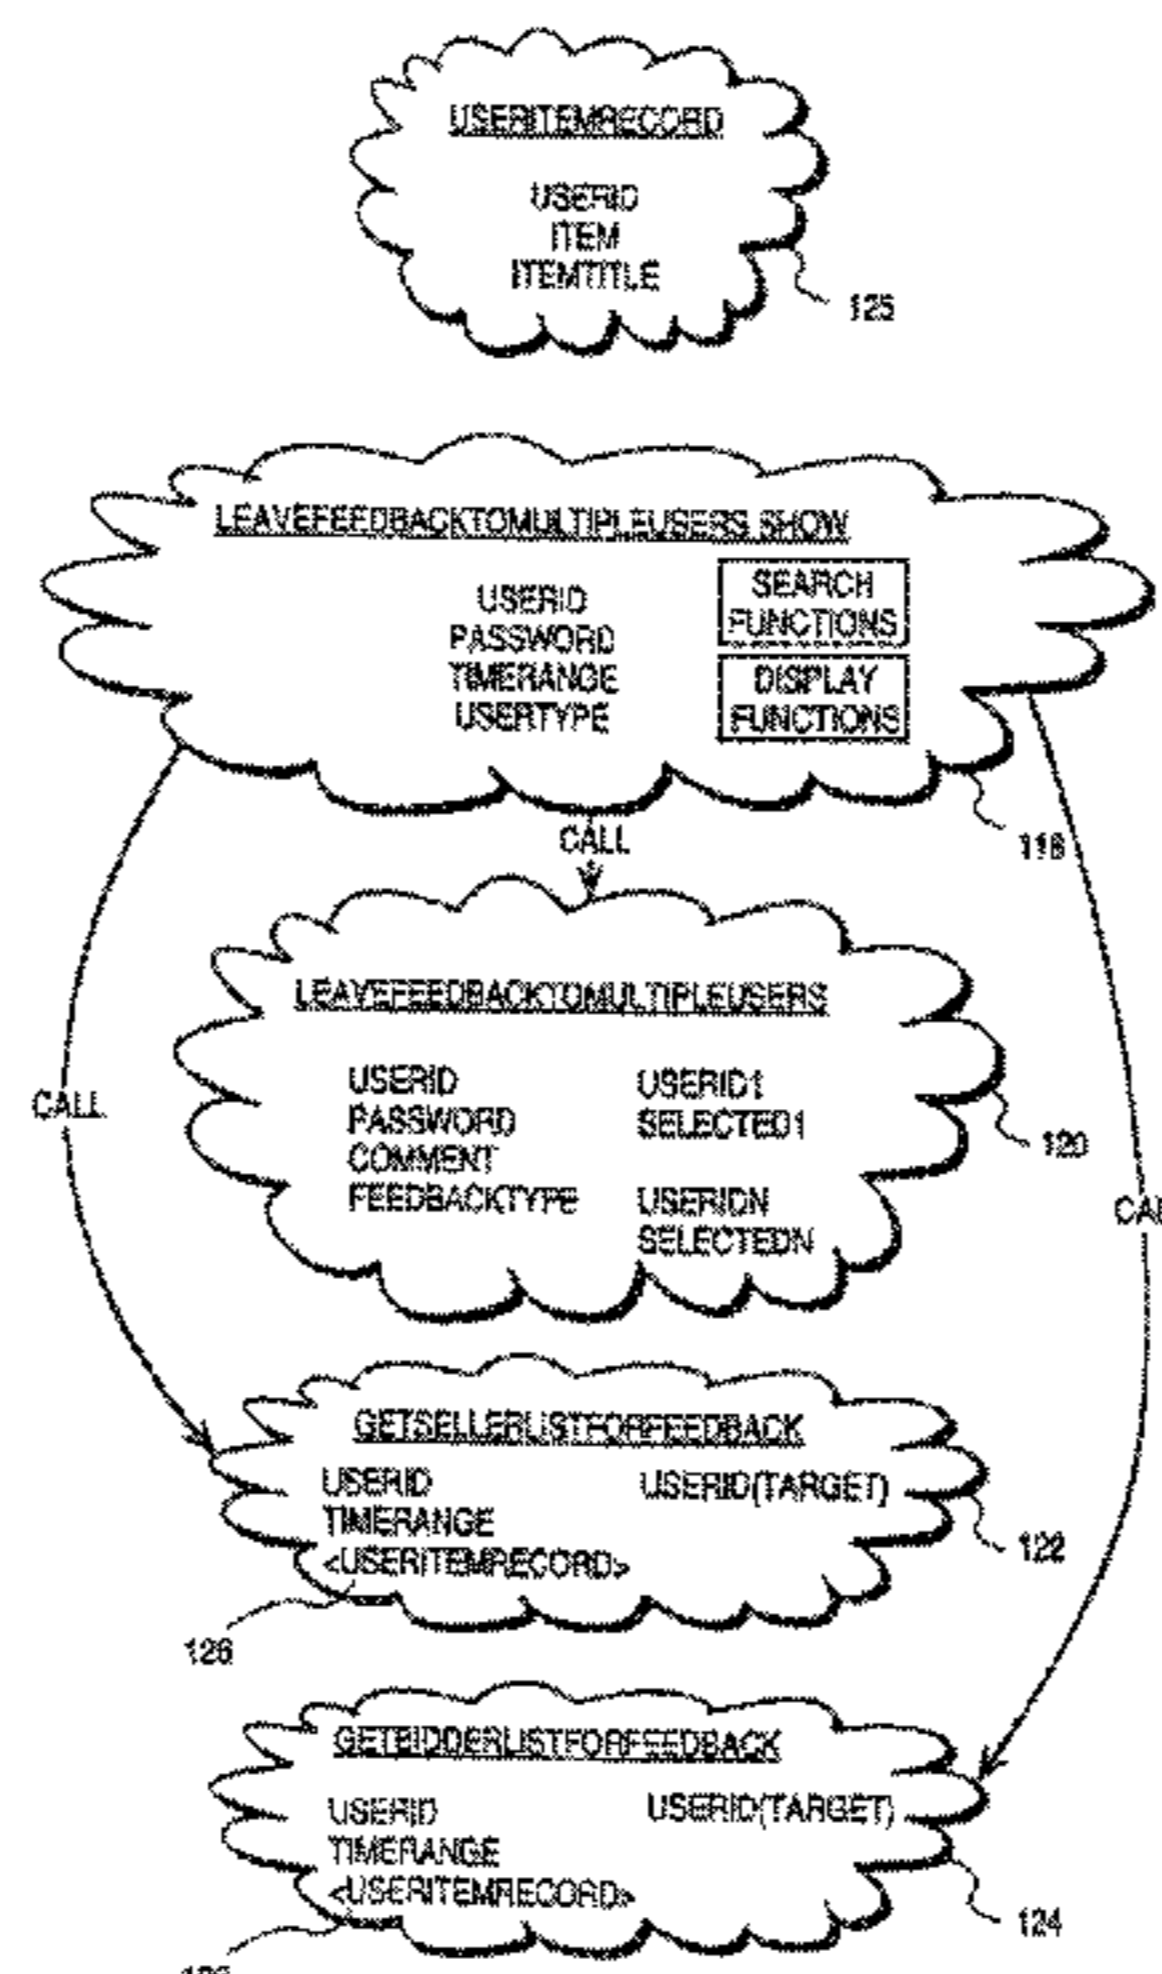 USERITEMRECORD
USERID
ITEM
ITEMTITLE
125
LEAVEFEEDBACKTOMULTIPLEUSERS SHOW
USERID
PASSWORD
TIMERANGE
USERTYPE
SEARCH
FUNCTIONS
DISPLAY
FUNCTIONS
118
CALL
LEAVEFEEDBACKTOMULTIPLEUSERS
USERID
PASSWORD
COMMENT
FEEDBACKTYPE
USERID1
SELECTED1
USERIDN
SELECTEDN
120
CALL
CAL
GETSELLERLISTFORFEEDBACK
USERID
TIMERANGE
<USERITEMRECORD>
USERID(TARGET)
122
126
GETBIDDERLISTFORFEEDBACK
USERID
TIMERANGE
<USERITEMRECORD>
USERID(TARGET)
124